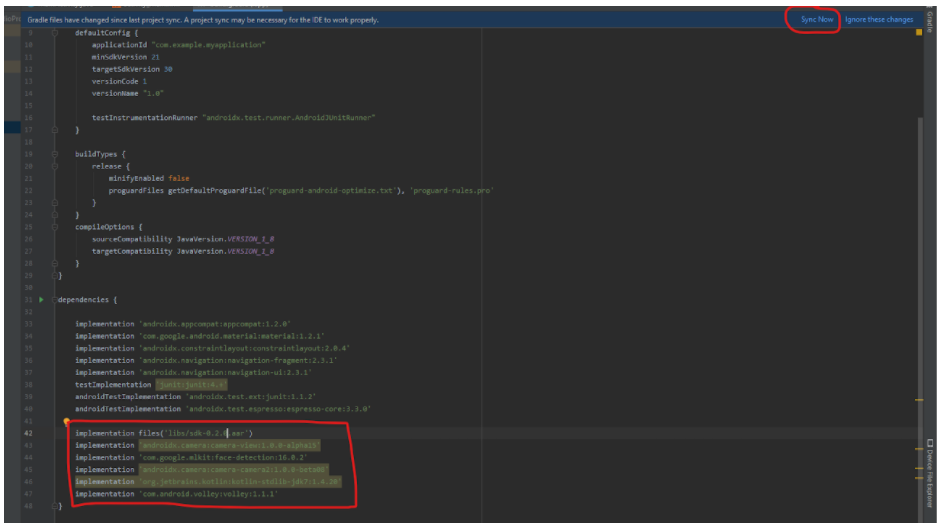 Gradle files have changed since last project sync. A project sync may be necessary for the IDE to work properly.
Sync Now
Ignore these changes
Gradle
9 defaultConfig {
10 applicationId "com.example.myapplication"
11 minSdkVersion 21
12 targetSdkVersion 30
13 versionCode 1
14 versionName "1.0"
15
16 testInstrumentationRunner "androidx.test.runner.AndroidJUnitRunner"
17 }
18
19 buildTypes {
20 release {
21 minifyEnabled false
22 proguardFiles getDefaultProguardFile('proguard-android-optimize.txt'), 'proguard-rules.pro'
23 }
24 }
25 compileOptions {
26 sourceCompatibility JavaVersion.VERSION_1_8
27 targetCompatibility JavaVersion.VERSION_1_8
28 }
29 }
30
31 dependencies {
32
33 implementation 'androidx.appcompat:appcompat:1.2.0'
34 implementation 'com.google.android.material:material:1.2.1'
35 implementation 'androidx.constraintlayout:constraintlayout:2.0.4'
36 implementation 'androidx.navigation:navigation-fragment:2.3.1'
37 implementation 'androidx.navigation:navigation-ui:2.3.1'
38 testImplementation 'junit:junit:4.+'
39 androidTestImplementation 'androidx.test.ext:junit:1.1.2'
40 androidTestImplementation 'androidx.test.espresso:espresso-core:3.3.0'
41
42 implementation files('libs/sdk-0.2.8.aar')
43 implementation 'androidx.camera:camera-view:1.0.0-alpha15'
44 implementation 'com.google.mlkit:face-detection:16.0.2'
45 implementation 'androidx.camera:camera-camera2:1.0.0-beta08'
46 implementation 'org.jetbrains.kotlin:kotlin-stdlib-jdk7:1.4.20'
47 implementation 'com.android.volley:volley:1.1.1'
48 }
Device File Explorer